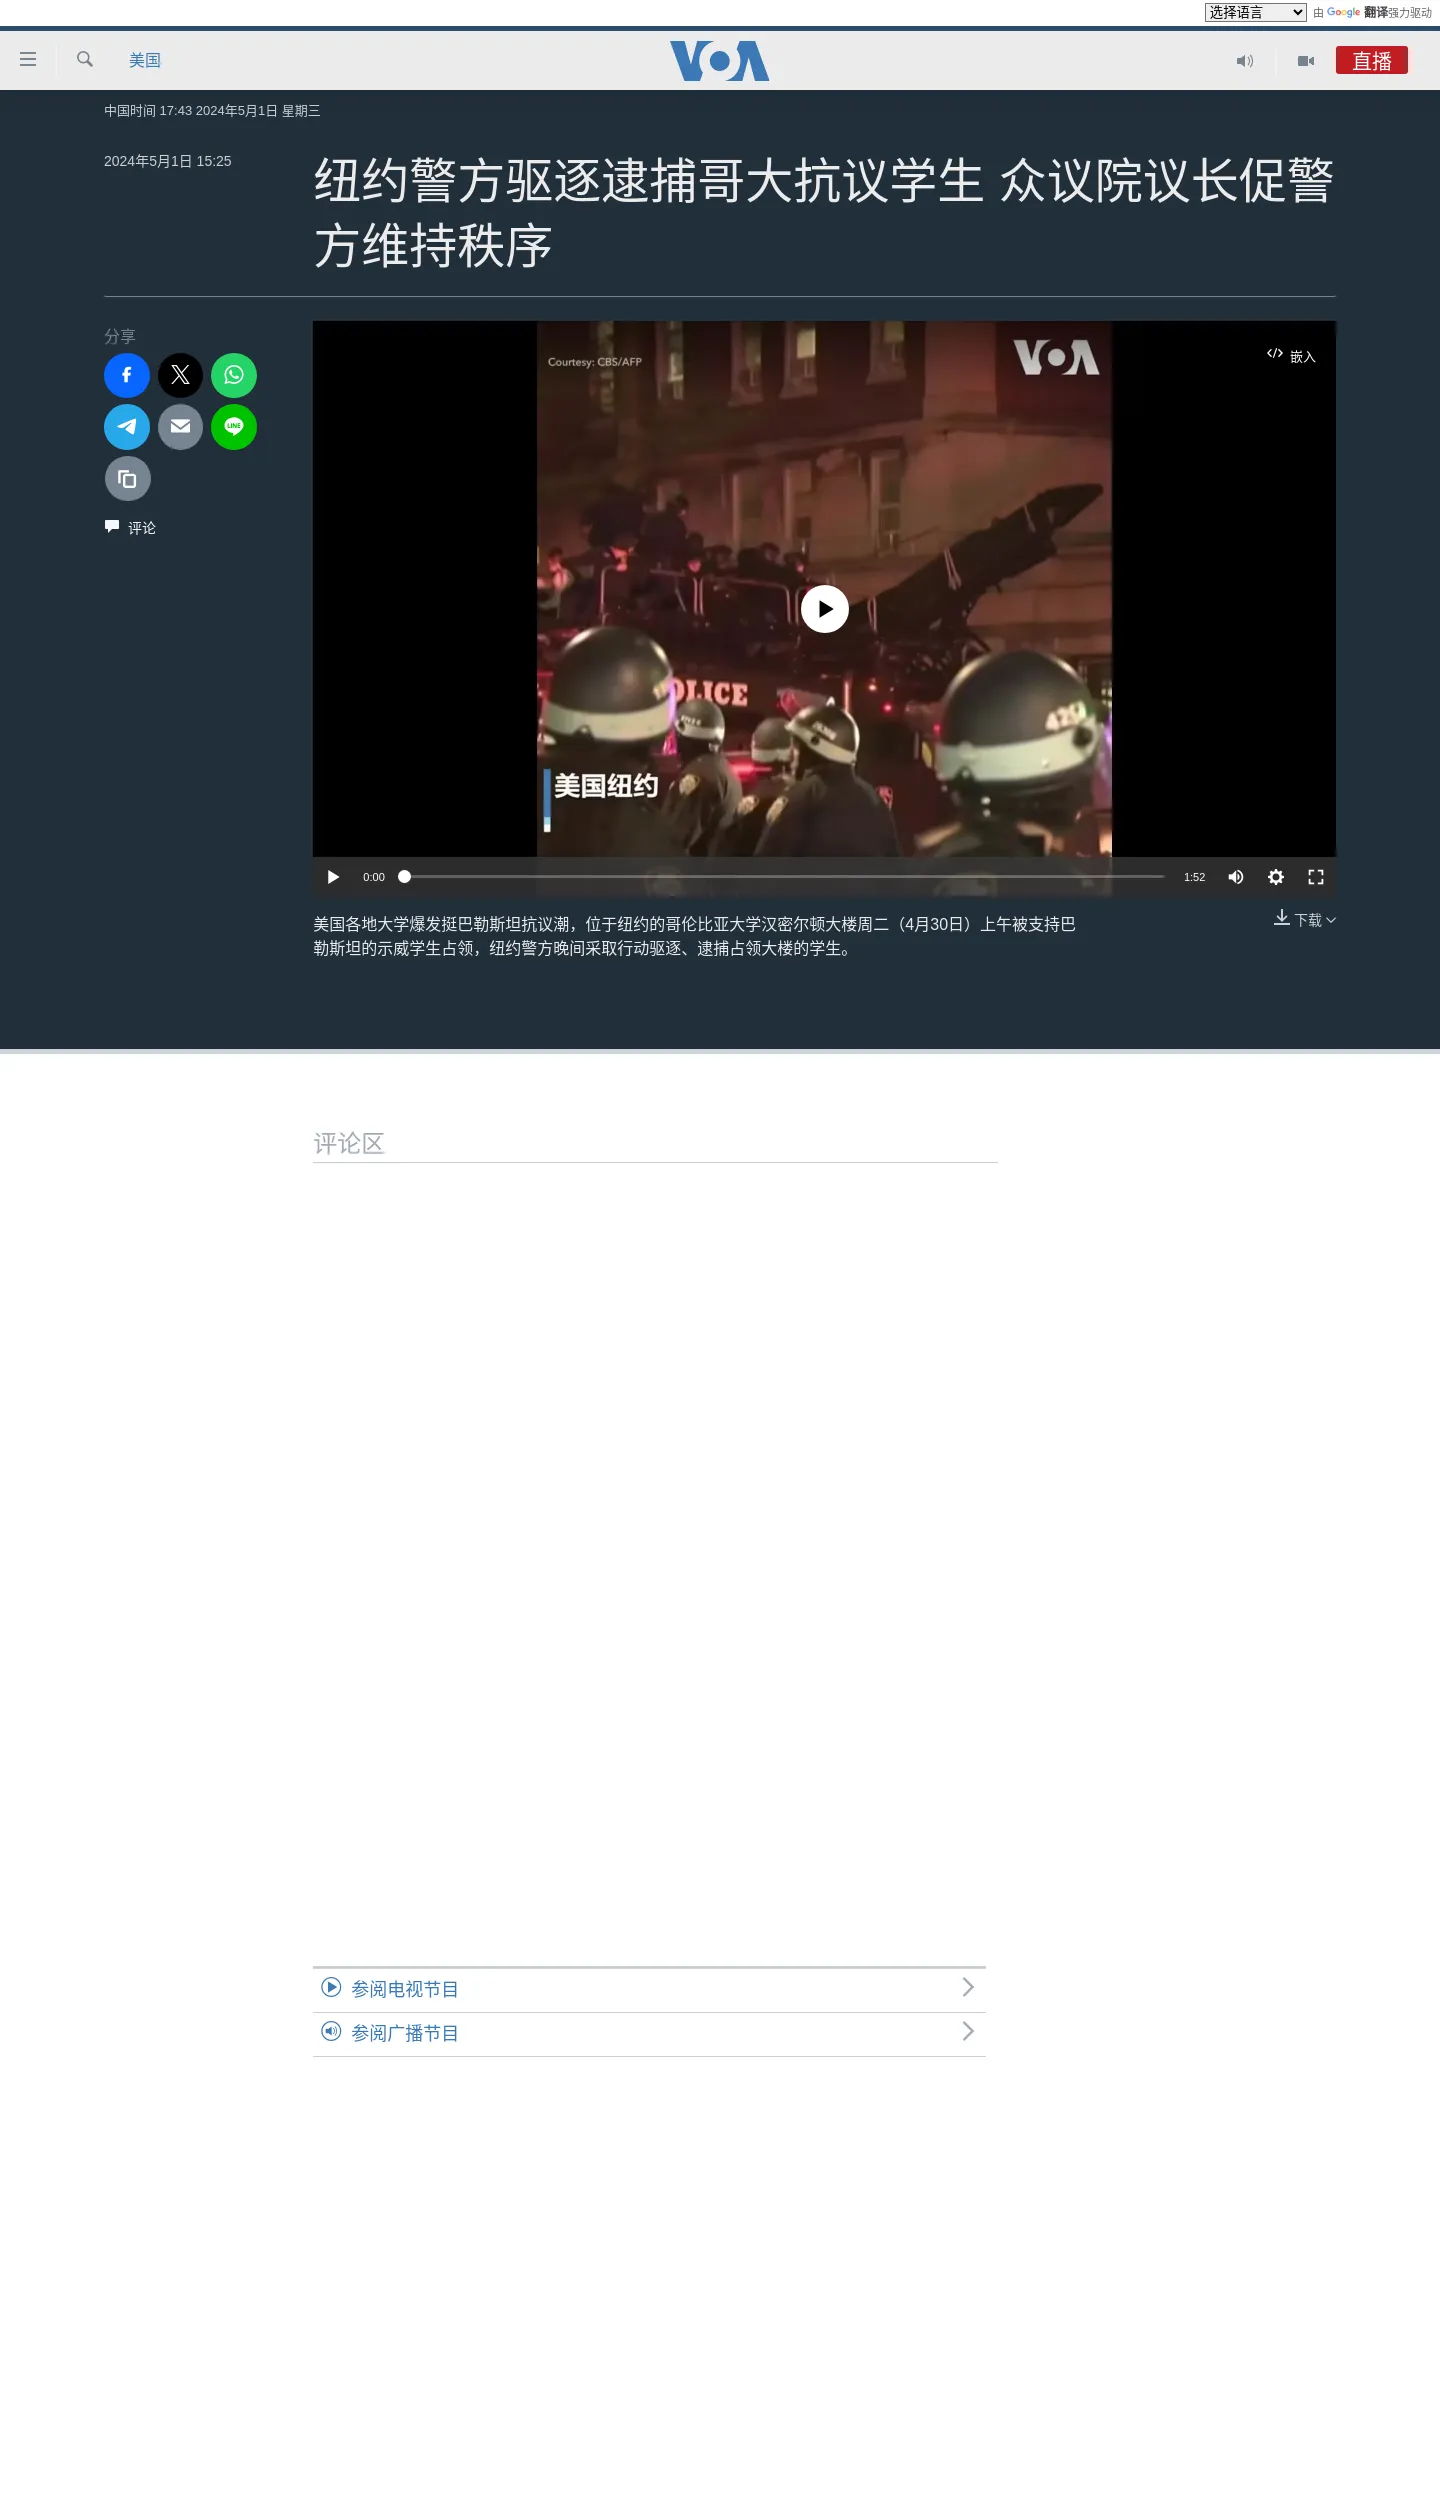 选择语言 由 Google 翻译强力驱动
美国 VOA 直播
中国时间 17:43 2024年5月1日 星期三
2024年5月1日 15:25
纽约警方驱逐逮捕哥大抗议学生 众议院议长促警
方维持秩序
分享
Courtesy: CBS/AFP VOA 嵌入
LINE
评论
OLICE
美国纽约
0:00 1:52
美国各地大学爆发挺巴勒斯坦抗议潮，位于纽约的哥伦比亚大学汉密尔顿大楼周二（4月30日）上午被支持巴
勒斯坦的示威学生占领，纽约警方晚间采取行动驱逐、逮捕占领大楼的学生。
下载
评论区
参阅电视节目
参阅广播节目